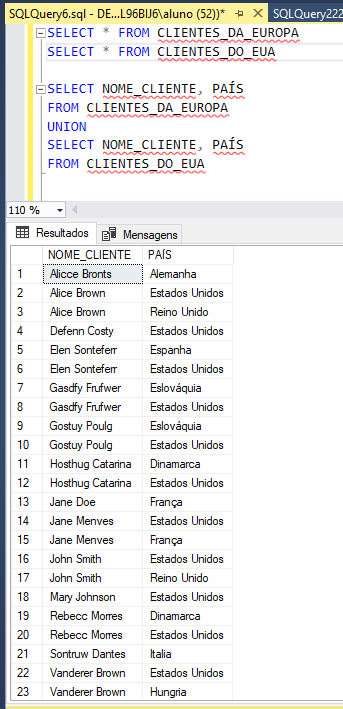 SQLQuery6.sql - DE...L96BIJ6\aluno (52))* SQLQuery222
SELECT * FROM CLIENTES_DA_EUROPA
SELECT * FROM CLIENTES_DO_EUA
SELECT NOME_CLIENTE, PAÍS
FROM CLIENTES_DA_EUROPA
UNION
SELECT NOME_CLIENTE, PAÍS
FROM CLIENTES_DO_EUA
110 %
Resultados Mensagens
NOME_CLIENTE PAÍS
1 Alicce Bronts Alemanha
2 Alice Brown Estados Unidos
3 Alice Brown Reino Unido
4 Defenn Costy Estados Unidos
5 Elen Sonteferr Espanha
6 Elen Sonteferr Estados Unidos
7 Gasdfy Frufwer Eslováquia
8 Gasdfy Frufwer Estados Unidos
9 Gostuy Poulg Eslováquia
10 Gostuy Poulg Estados Unidos
11 Hosthug Catarina Dinamarca
12 Hosthug Catarina Estados Unidos
13 Jane Doe França
14 Jane Menves Estados Unidos
15 Jane Menves França
16 John Smith Estados Unidos
17 John Smith Reino Unido
18 Mary Johnson Estados Unidos
19 Rebecc Morres Dinamarca
20 Rebecc Morres Estados Unidos
21 Sontruw Dantes Italia
22 Vanderer Brown Estados Unidos
23 Vanderer Brown Hungria